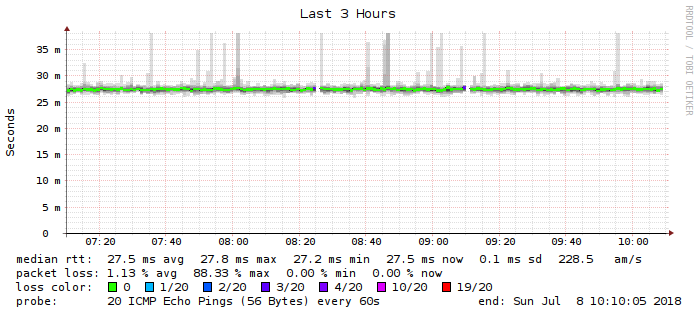 Last 3 Hours
RRDTOOL / TOBI OETIKER
Seconds
35 m
30 m
25 m
20 m
15 m
10 m
5 m
0
07:20 07:40 08:00 08:20 08:40 09:00 09:20 09:40 10:00
median rtt: 27.5 ms avg 27.8 ms max 27.2 ms min 27.5 ms now 0.1 ms sd 228.5 am/s
packet loss: 1.13 % avg 88.33 % max 0.00 % min 0.00 % now
loss color: 0 1/20 2/20 3/20 4/20 10/20 19/20
probe: 20 ICMP Echo Pings (56 Bytes) every 60s end: Sun Jul 8 10:10:05 2018